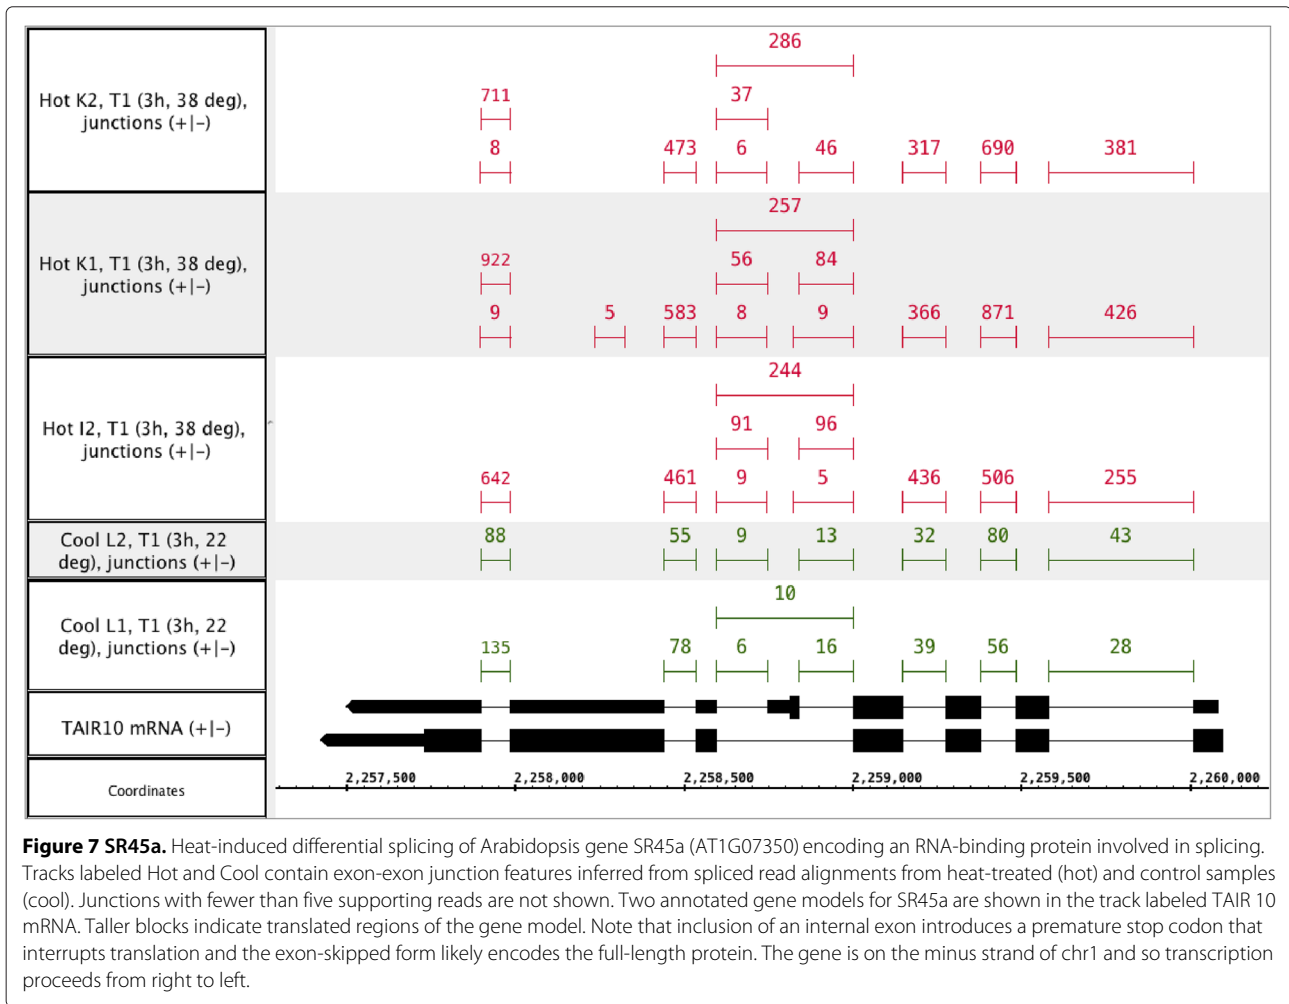 286
Hot K2, T1 (3h, 38 deg),
junctions (+|–)
711 37
8 473 6 46 317 690 381
257
Hot K1, T1 (3h, 38 deg),
junctions (+|–)
922 56 84
9 5 583 8 9 366 871 426
244
Hot I2, T1 (3h, 38 deg),
junctions (+|–)
91 96
642 461 9 5 436 506 255
Cool L2, T1 (3h, 22
deg), junctions (+|–)
88 55 9 13 32 80 43
10
Cool L1, T1 (3h, 22
deg), junctions (+|–)
135 78 6 16 39 56 28
TAIR10 mRNA (+|–)
Coordinates
2,257,500 2,258,000 2,258,500 2,259,000 2,259,500 2,260,000
Figure 7 SR45a. Heat-induced differential splicing of Arabidopsis gene SR45a (AT1G07350) encoding an RNA-binding protein involved in splicing.
Tracks labeled Hot and Cool contain exon-exon junction features inferred from spliced read alignments from heat-treated (hot) and control samples
(cool). Junctions with fewer than five supporting reads are not shown. Two annotated gene models for SR45a are shown in the track labeled TAIR 10
mRNA. Taller blocks indicate translated regions of the gene model. Note that inclusion of an internal exon introduces a premature stop codon that
interrupts translation and the exon-skipped form likely encodes the full-length protein. The gene is on the minus strand of chr1 and so transcription
proceeds from right to left.